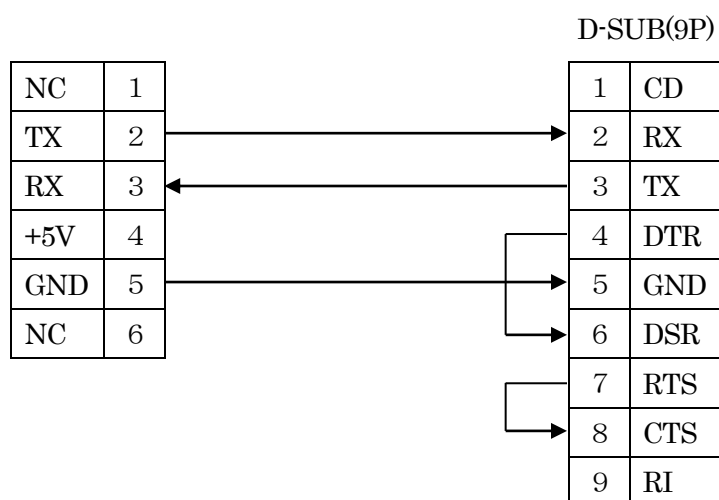 D-SUB(9P)
NC 1 1 CD
TX 2 2 RX
RX 3 3 TX
+5V 4 4 DTR
GND 5 5 GND
NC 6 6 DSR
7 RTS
8 CTS
9 RI